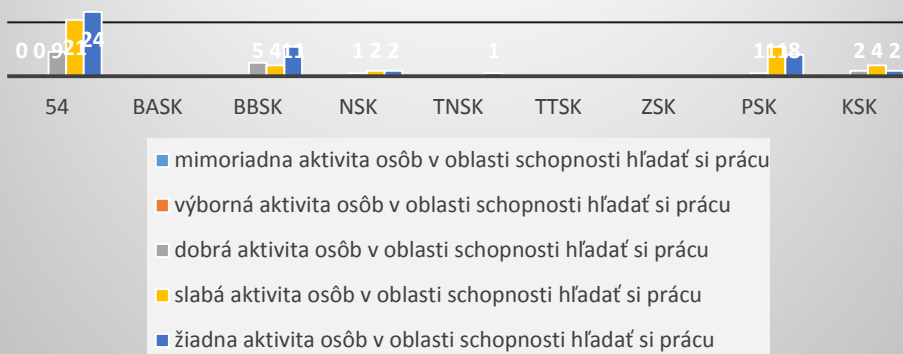 0 0 9 21 24 5 4 11 1 2 2 1 1 11 8 2 4 2
54 BASK BBSK NSK TNSK TTSK ZSK PSK KSK
mimoriadna aktivita osôb v oblasti schopnosti hľadať si prácu
výborná aktivita osôb v oblasti schopnosti hľadať si prácu
dobrá aktivita osôb v oblasti schopnosti hľadať si prácu
slabá aktivita osôb v oblasti schopnosti hľadať si prácu
žiadna aktivita osôb v oblasti schopnosti hľadať si prácu